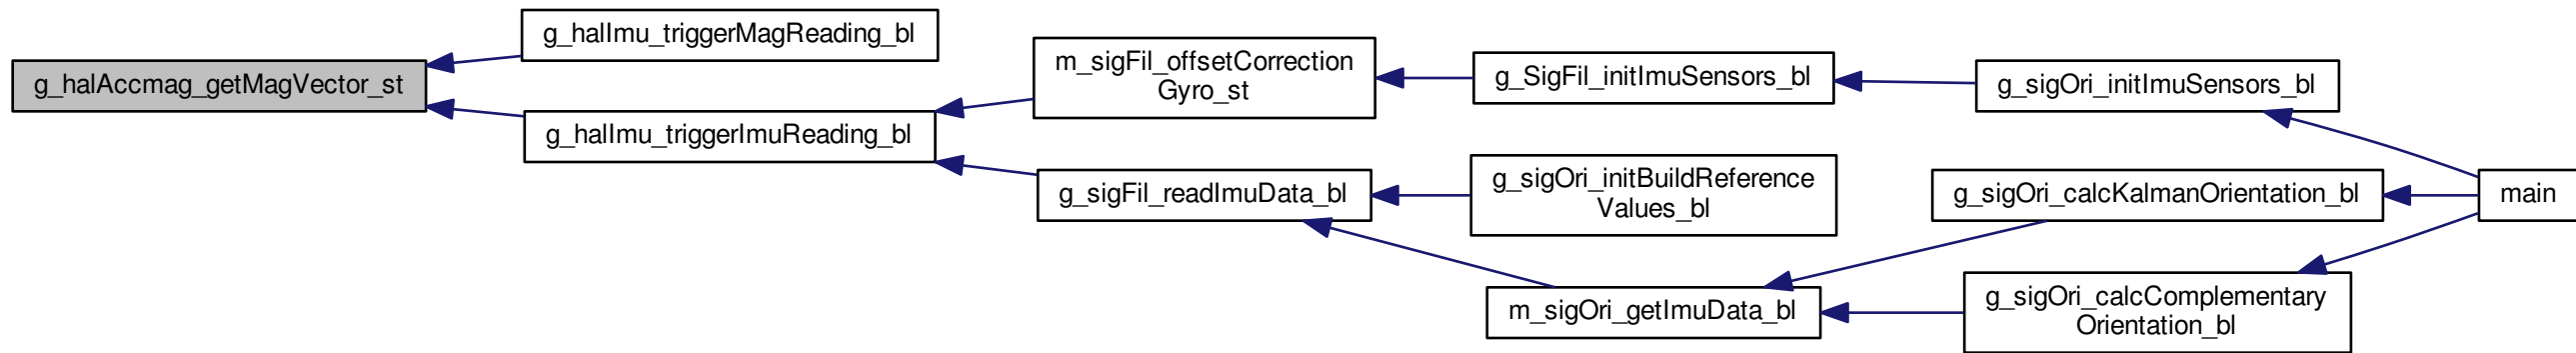 g_halImu_triggerMagReading_bl
g_halAccmag_getMagVector_st
g_halImu_triggerImuReading_bl
m_sigFil_offsetCorrection
Gyro_st
g_sigFil_readImuData_bl
g_SigFil_initImuSensors_bl
g_sigOri_initBuildReference
Values_bl
m_sigOri_getImuData_bl
g_sigOri_initImuSensors_bl
g_sigOri_calcKalmanOrientation_bl
g_sigOri_calcComplementary
Orientation_bl
main